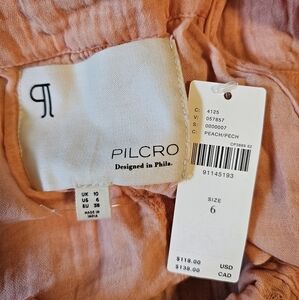 PILCRO
Designed in Phila.
UK 10
US 6
EU 38
MADE IN
INDIA
C: 4125
V: 057857
S: 0000007
C: PEACH/PECH
91145193
SIZE
6
$118.00 USD
$138.00 CAD